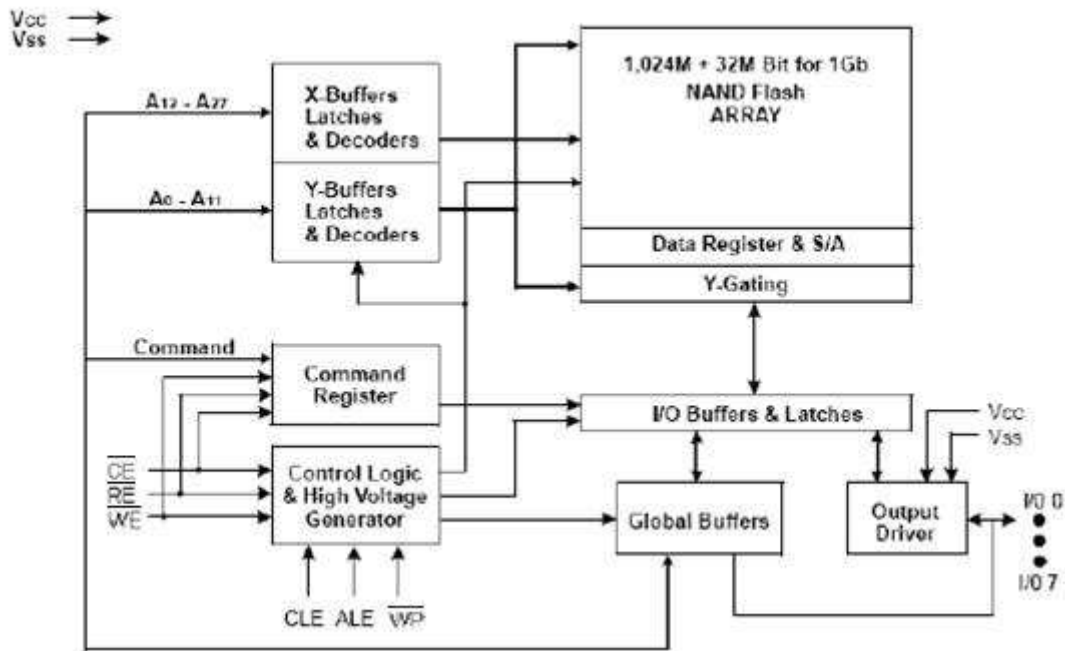 Vcc
Vss
A12 - A27
X-Buffers
Latches
& Decoders
1,024M + 32M Bit for 1Gb
NAND Flash
ARRAY
A0 - A11
Y-Buffers
Latches
& Decoders
Data Register & S/A
Y-Gating
Command
Command
Register
I/O Buffers & Latches
Vcc
Vss
CE
RE
WE
Control Logic
& High Voltage
Generator
Global Buffers
Output
Driver
I/0 0
I/0 7
CLE ALE WP